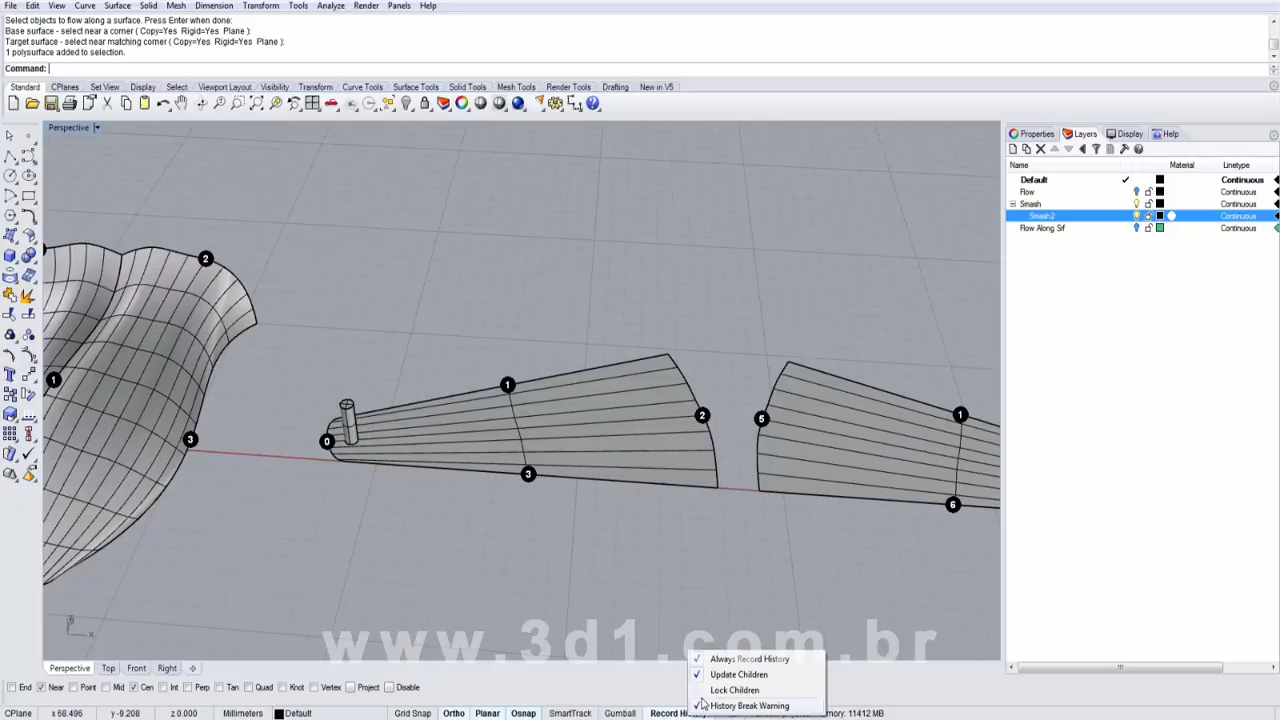 File Edit View Curve Surface Solid Mesh Dimension Transform Tools Analyze Render Panels Help
Select objects to flow along a surface. Press Enter when done:
Base surface - select near a corner ( Copy=Yes Rigid=Yes Plane ):
Target surface - select near matching corner ( Copy=Yes Rigid=Yes Plane ):
1 polysurface added to selection.
Command:
Standard CPlanes Set View Display Select Viewport Layout Visibility Transform Curve Tools Surface Tools Solid Tools Mesh Tools Render Tools Drafting New in V5
Perspective
Properties Layers Display Help
Name Material Linetype
Default Continuous
Flow Continuous
Smash Continuous
Smash2 Continuous
Flow Along Srf Continuous
2
1
3
0
1
2
3
5
1
6
x
www.3d1.com.br
Always Record History
Update Children
Lock Children
History Break Warning
Perspective Top Front Right
End Near Point Mid Cen Int Perp Tan Quad Knot Vertex Project Disable
CPlane x 68.496 y -9.208 z 0.000 Millimeters Default Grid Snap Ortho Planar Osnap SmartTrack Gumball Record Memory use: 11412 MB